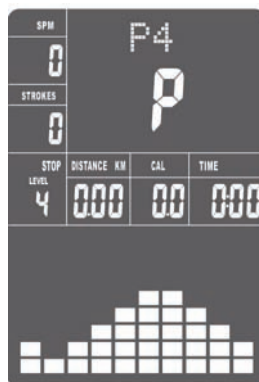 SPM
0
P4
P
STROKES
0
STOP
LEVEL
4
DISTANCE KM
0.00
CAL
0.0
TIME
0:00